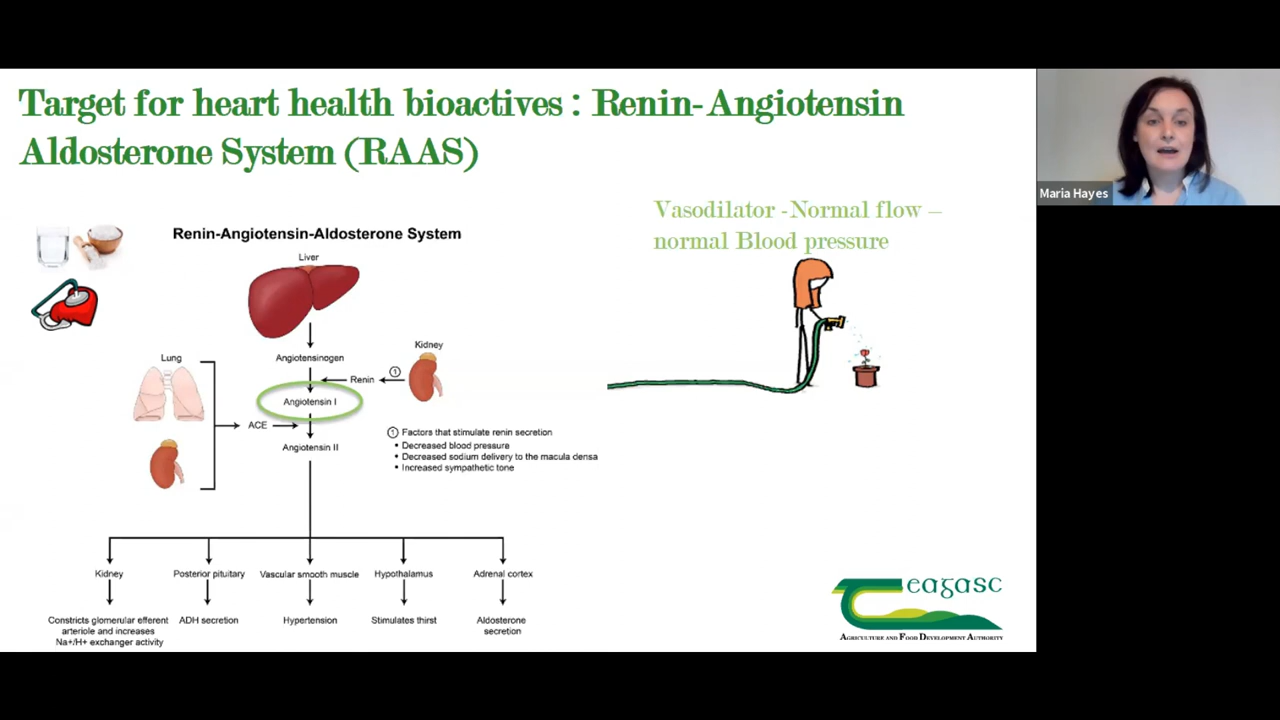 Target for heart health bioactives : Renin-Angiotensin
Aldosterone System (RAAS)
Maria Hayes
Vasodilator -Normal flow –
normal Blood pressure
Renin-Angiotensin-Aldosterone System
Liver
Angiotensinogen
Kidney
Renin
1
Lung
Angiotensin I
ACE
Angiotensin II
1 Factors that stimulate renin secretion
• Decreased blood pressure
• Decreased sodium delivery to the macula densa
• Increased sympathetic tone
Kidney
Posterior pituitary
Vascular smooth muscle
Hypothalamus
Adrenal cortex
Constricts glomerular efferent
arteriole and increases
Na+/H+ exchanger activity
ADH secretion
Hypertension
Stimulates thirst
Aldosterone
secretion
Teagasc
AGRICULTURE AND FOOD DEVELOPMENT AUTHORITY